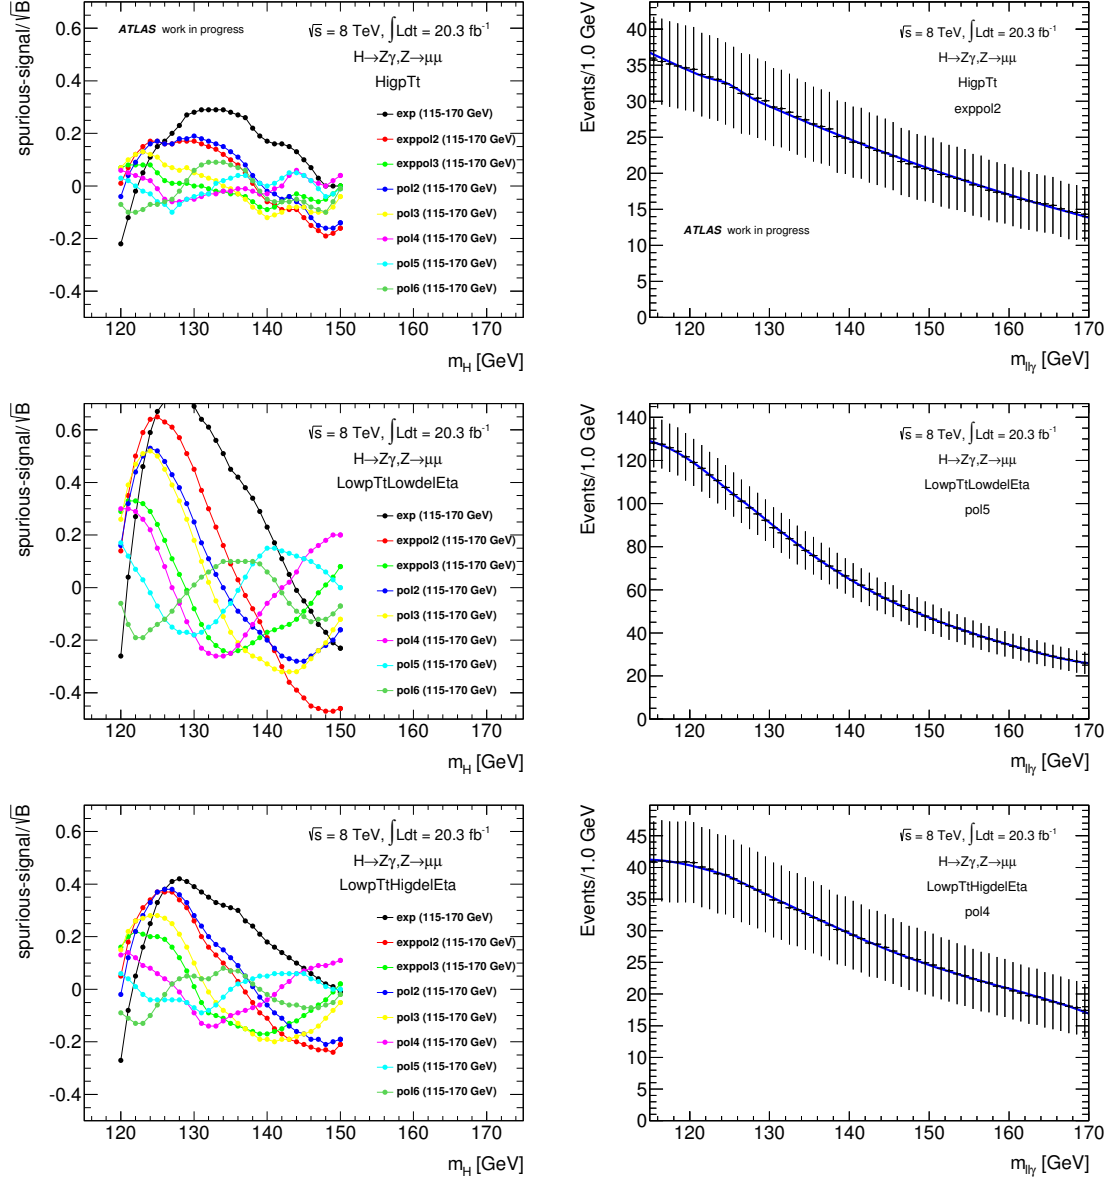 spurious-signal/√B
0.6
0.4
0.2
0
-0.2
-0.4
ATLAS work in progress
√s = 8 TeV, ∫Ldt = 20.3 fb⁻¹
H→Zγ,Z→μμ
HigpTt
exp (115-170 GeV)
exppol2 (115-170 GeV)
exppol3 (115-170 GeV)
pol2 (115-170 GeV)
pol3 (115-170 GeV)
pol4 (115-170 GeV)
pol5 (115-170 GeV)
pol6 (115-170 GeV)
120 130 140 150 160 170
m_H [GeV]
Events/1.0 GeV
40
35
30
25
20
15
10
5
0
√s = 8 TeV, ∫Ldt = 20.3 fb⁻¹
H→Zγ,Z→μμ
HigpTt
exppol2
ATLAS work in progress
120 130 140 150 160 170
m_llγ [GeV]
spurious-signal/√B
0.6
0.4
0.2
0
-0.2
-0.4
√s = 8 TeV, ∫Ldt = 20.3 fb⁻¹
H→Zγ,Z→μμ
LowpTtLowdelEta
exp (115-170 GeV)
exppol2 (115-170 GeV)
exppol3 (115-170 GeV)
pol2 (115-170 GeV)
pol3 (115-170 GeV)
pol4 (115-170 GeV)
pol5 (115-170 GeV)
pol6 (115-170 GeV)
120 130 140 150 160 170
m_H [GeV]
Events/1.0 GeV
140
120
100
80
60
40
20
0
√s = 8 TeV, ∫Ldt = 20.3 fb⁻¹
H→Zγ,Z→μμ
LowpTtLowdelEta
pol5
120 130 140 150 160 170
m_llγ [GeV]
spurious-signal/√B
0.6
0.4
0.2
0
-0.2
-0.4
√s = 8 TeV, ∫Ldt = 20.3 fb⁻¹
H→Zγ,Z→μμ
LowpTtHigdelEta
exp (115-170 GeV)
exppol2 (115-170 GeV)
exppol3 (115-170 GeV)
pol2 (115-170 GeV)
pol3 (115-170 GeV)
pol4 (115-170 GeV)
pol5 (115-170 GeV)
pol6 (115-170 GeV)
120 130 140 150 160 170
m_H [GeV]
Events/1.0 GeV
45
40
35
30
25
20
15
10
5
0
√s = 8 TeV, ∫Ldt = 20.3 fb⁻¹
H→Zγ,Z→μμ
LowpTtHigdelEta
pol4
120 130 140 150 160 170
m_llγ [GeV]